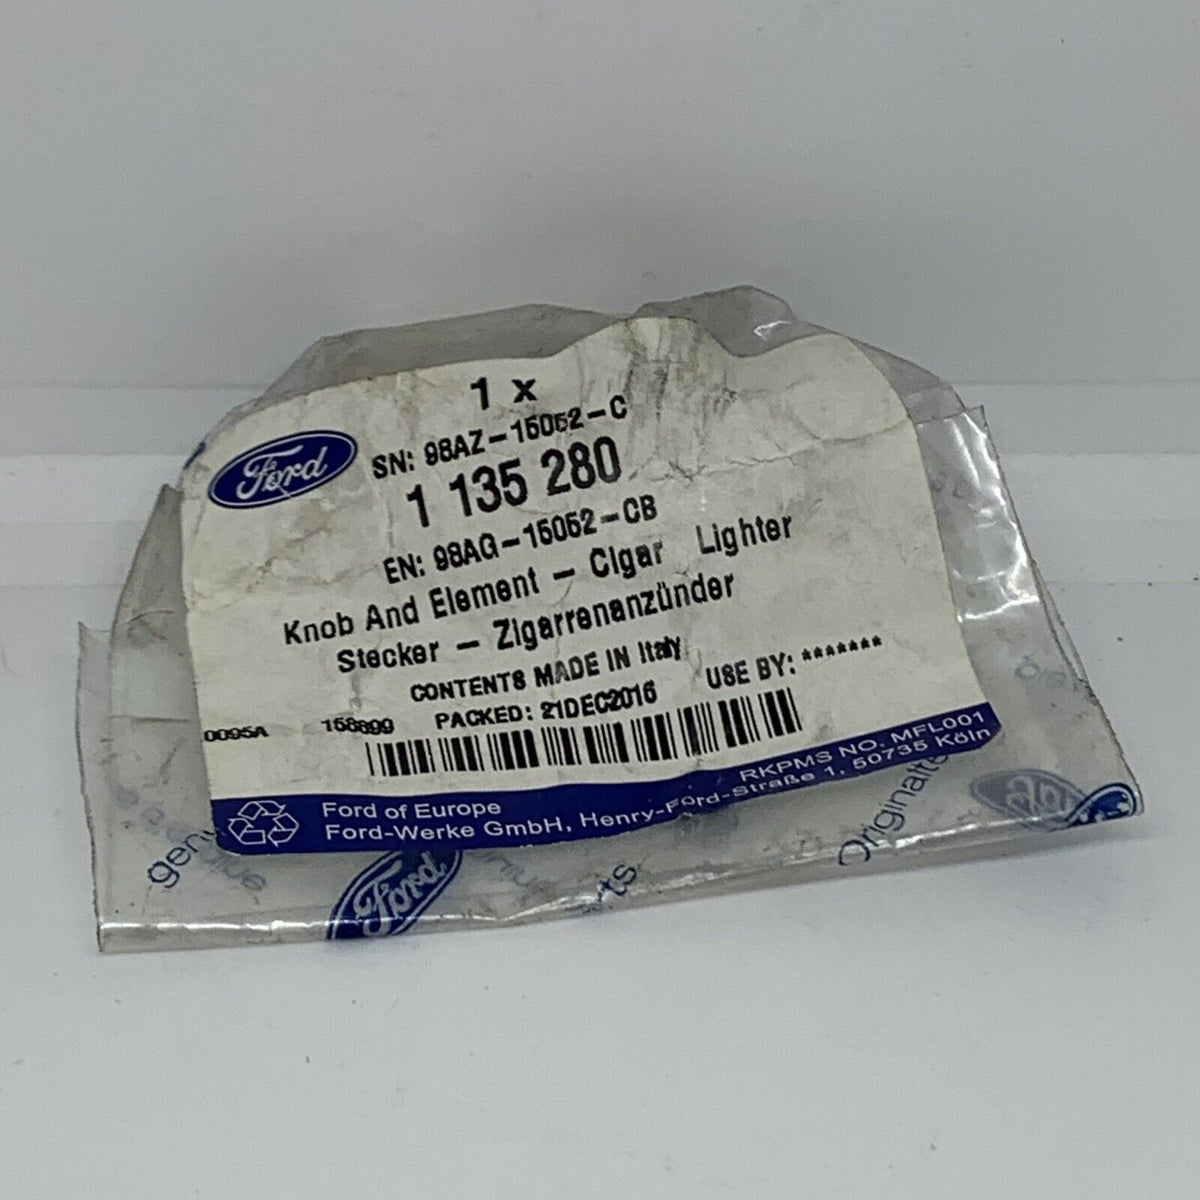 1 x
Ford
SN: 98AZ-15052-C
1 135 280
EN: 98AG-15052-CB
Knob And Element - Cigar Lighter
Stecker - Zigarrenanzünder
CONTENTS MADE IN Italy
PACKED: 21DEC2016 USE BY: *******
0095A 158899
RKPMS NO. MFL001
Ford of Europe
Ford-Werke GmbH, Henry-Ford-Straße 1, 50735 Köln
Ford